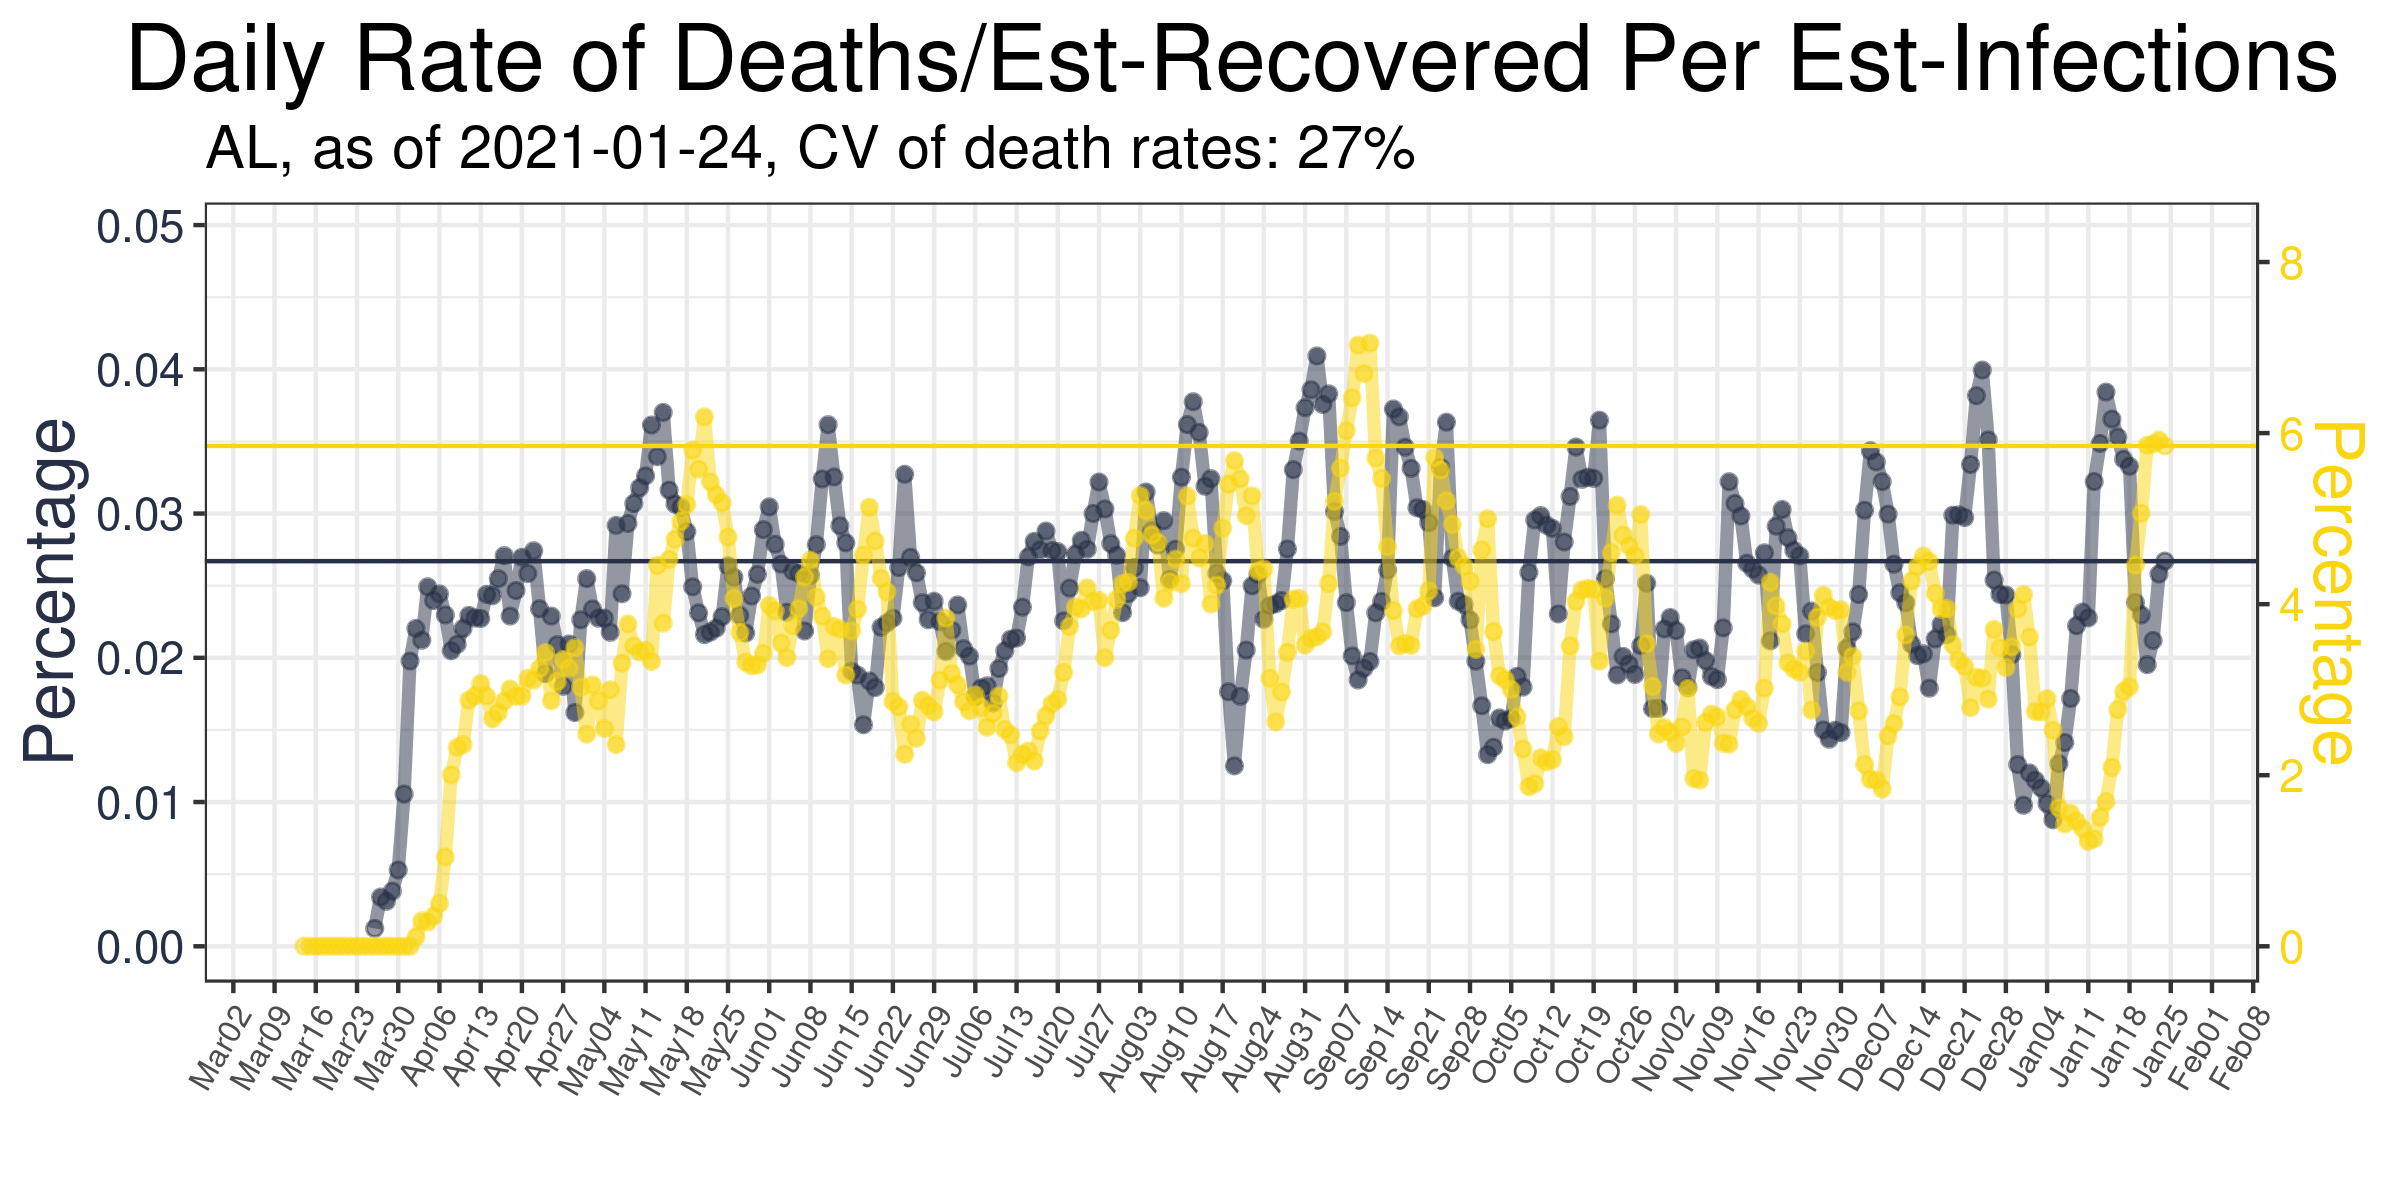 Daily Rate of Deaths/Est-Recovered Per Est-Infections
AL, as of 2021-01-24, CV of death rates: 27%
Percentage
0.05
0.04
0.03
0.02
0.01
0.00
8
6
4
2
0
Percentage
Mar02
Mar09
Mar16
Mar23
Mar30
Apr06
Apr13
Apr20
Apr27
May04
May11
May18
May25
Jun01
Jun08
Jun15
Jun22
Jun29
Jul06
Jul13
Jul20
Jul27
Aug03
Aug10
Aug17
Aug24
Aug31
Sep07
Sep14
Sep21
Sep28
Oct05
Oct12
Oct19
Oct26
Nov02
Nov09
Nov16
Nov23
Nov30
Dec07
Dec14
Dec21
Dec28
Jan04
Jan11
Jan18
Jan25
Feb01
Feb08